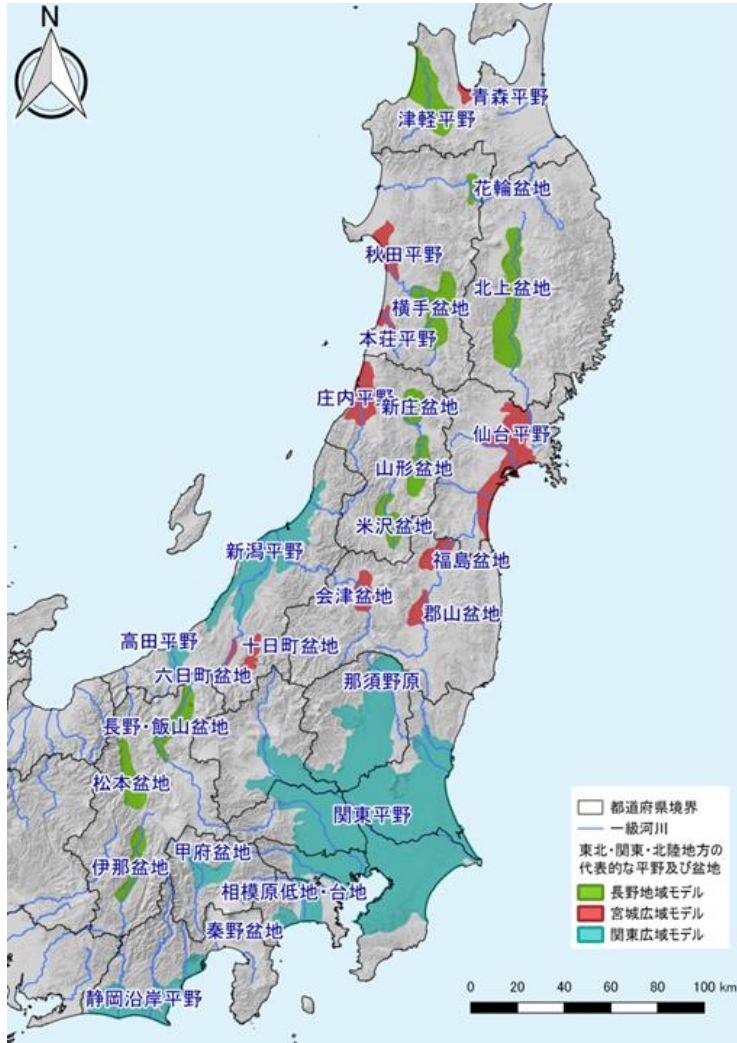 N
青森平野
津軽平野
花輪盆地
秋田平野
北上盆地
横手盆地
本荘平野
庄内平野
新庄盆地
仙台平野
山形盆地
米沢盆地
新潟平野
福島盆地
会津盆地
郡山盆地
高田平野
十日町盆地
六日町盆地
那須野原
長野・飯山盆地
松本盆地
関東平野
甲府盆地
伊那盆地
相模原低地・台地
秦野盆地
静岡沿岸平野
都道府県境界
一級河川
東北・関東・北陸地方の
代表的な平野及び盆地
長野地域モデル
宮城広域モデル
関東広域モデル
0 20 40 60 80 100 km